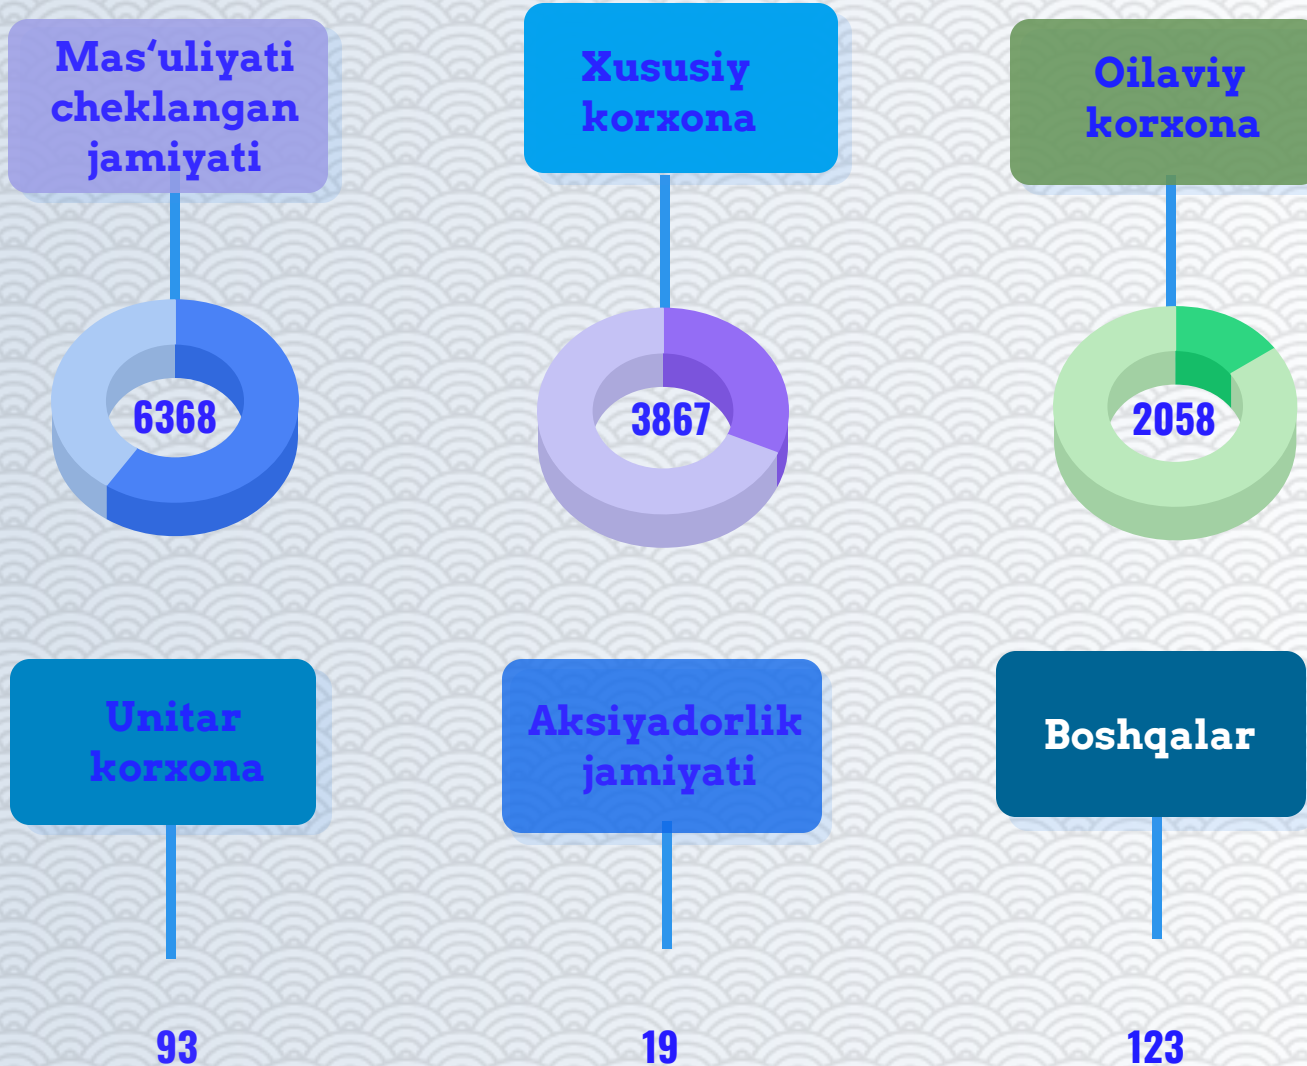 Mas‘uliyati
cheklangan
jamiyati
Xususiy
korxona
Oilaviy
korxona
6368
3867
2058
Unitar
korxona
Aksiyadorlik
jamiyati
Boshqalar
93
19
123